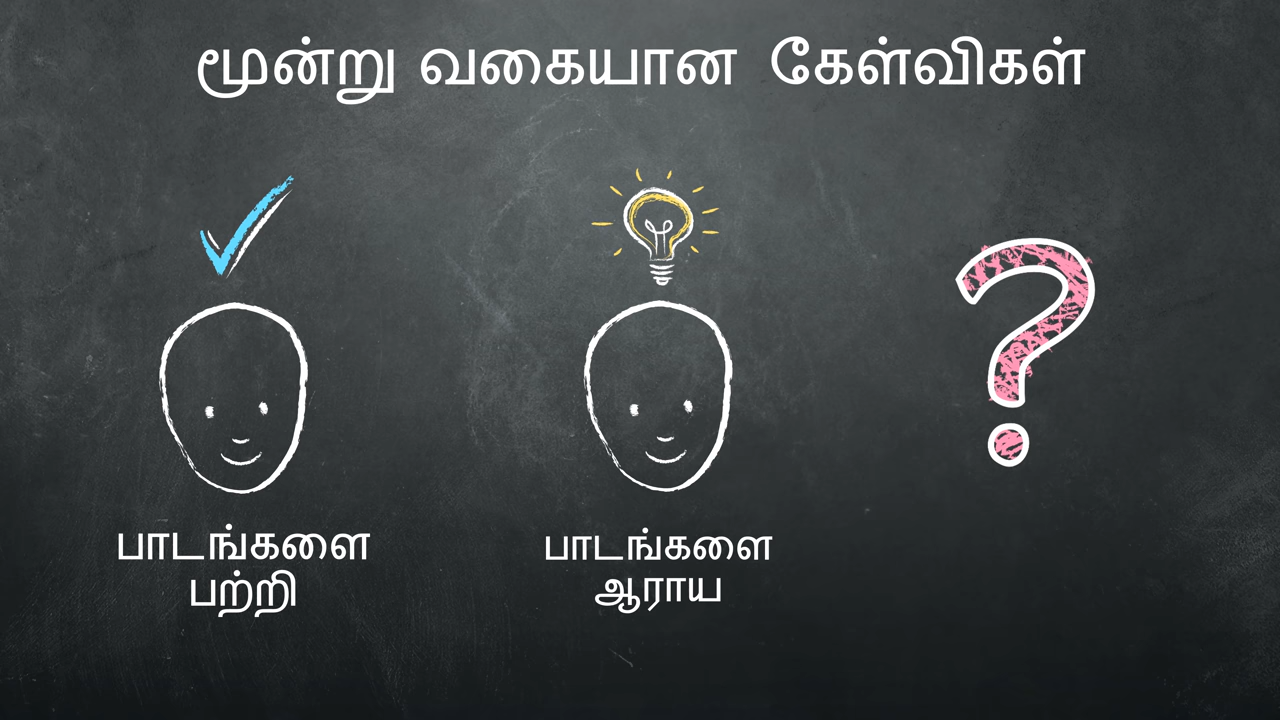 மூன்று வகையான கேள்விகள்
பாடங்களை
பற்றி
பாடங்களை
ஆராய
?